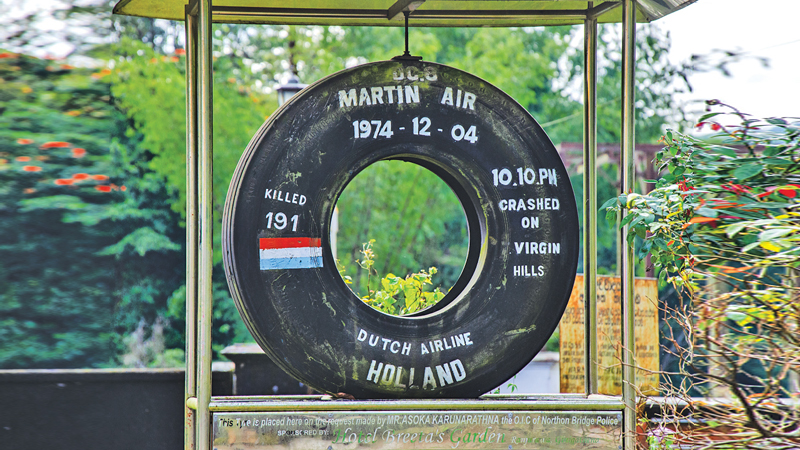 DC.8
MARTIN AIR
1974 - 12 - 04
KILLED
191
10.10.PM
CRASHED
ON
VIRGIN
HILLS
DUTCH AIRLINE
HOLLAND
is placed here on the request made by MR.ASOKA KARUNARATHNA the O.I.C of Northon Bridge Police
BY: Hotel Breeta's Garden